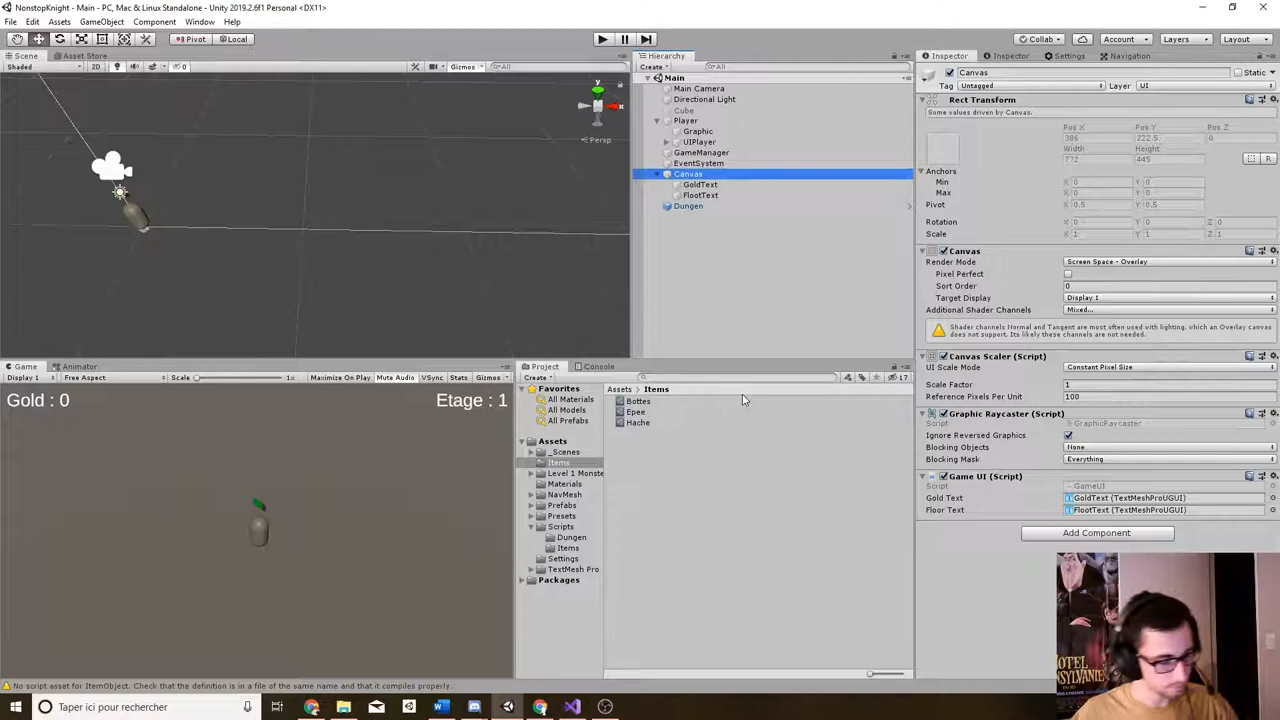 NonstopKnight - Main - PC, Mac & Linux Standalone - Unity 2019.2.6f1 Personal <DX11>
File Edit Assets GameObject Component Window Help
Pivot Local Collab Account Layers Layout
Scene Asset Store
Shaded 2D 0 Gizmos All
y
x
Persp
Hierarchy
Create All
Main
Main Camera
Directional Light
Cube
Player
Graphic
UIPlayer
GameManager
EventSystem
Canvas
GoldText
FlootText
Dungen
Inspector Inspector Settings Navigation
Canvas Static
Tag Untagged Layer UI
Rect Transform
Some values driven by Canvas.
Pos X Pos Y Pos Z
386 222.5 0
Width Height
772 445
R
Anchors
Min X 0 Y 0
Max X 0 Y 0
Pivot X 0.5 Y 0.5
Rotation X 0 Y 0 Z 0
Scale X 1 Y 1 Z 1
Canvas
Render Mode Screen Space - Overlay
Pixel Perfect
Sort Order 0
Target Display Display 1
Additional Shader Channels Mixed...
Shader channels Normal and Tangent are most often used with lighting, which an Overlay canvas
does not support. Its likely these channels are not needed.
Canvas Scaler (Script)
UI Scale Mode Constant Pixel Size
Scale Factor 1
Reference Pixels Per Unit 100
Graphic Raycaster (Script)
Script GraphicRaycaster
Ignore Reversed Graphics
Blocking Objects None
Blocking Mask Everything
Game UI (Script)
Script GameUI
Gold Text GoldText (TextMeshProUGUI)
Floor Text FlootText (TextMeshProUGUI)
Add Component
Game Animator
Display 1 Free Aspect Scale 1x Maximize On Play Mute Audio VSync Stats Gizmos
Gold : 0 Etage : 1
Project Console
Create 17
Favorites
All Materials
All Models
All Prefabs
Assets
_Scenes
Items
Level 1 Monste
Materials
NavMesh
Prefabs
Presets
Scripts
Dungen
Items
Settings
TextMesh Pro
Packages
Assets Items
Bottes
Epee
Hache
No script asset for ItemObject. Check that the definition is in a file of the same name and that it compiles properly.
Taper ici pour rechercher